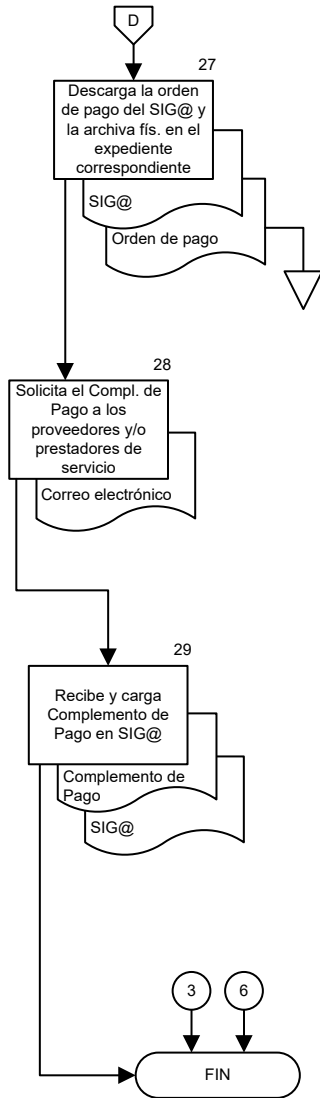 D
27
Descarga la orden
de pago del SIG@ y
la archiva fís. en el
expediente
correspondiente
SIG@
Orden de pago
28
Solicita el Compl. de
Pago a los
proveedores y/o
prestadores de
servicio
Correo electrónico
29
Recibe y carga
Complemento de
Pago en SIG@
Complemento de
Pago
SIG@
3
6
FIN